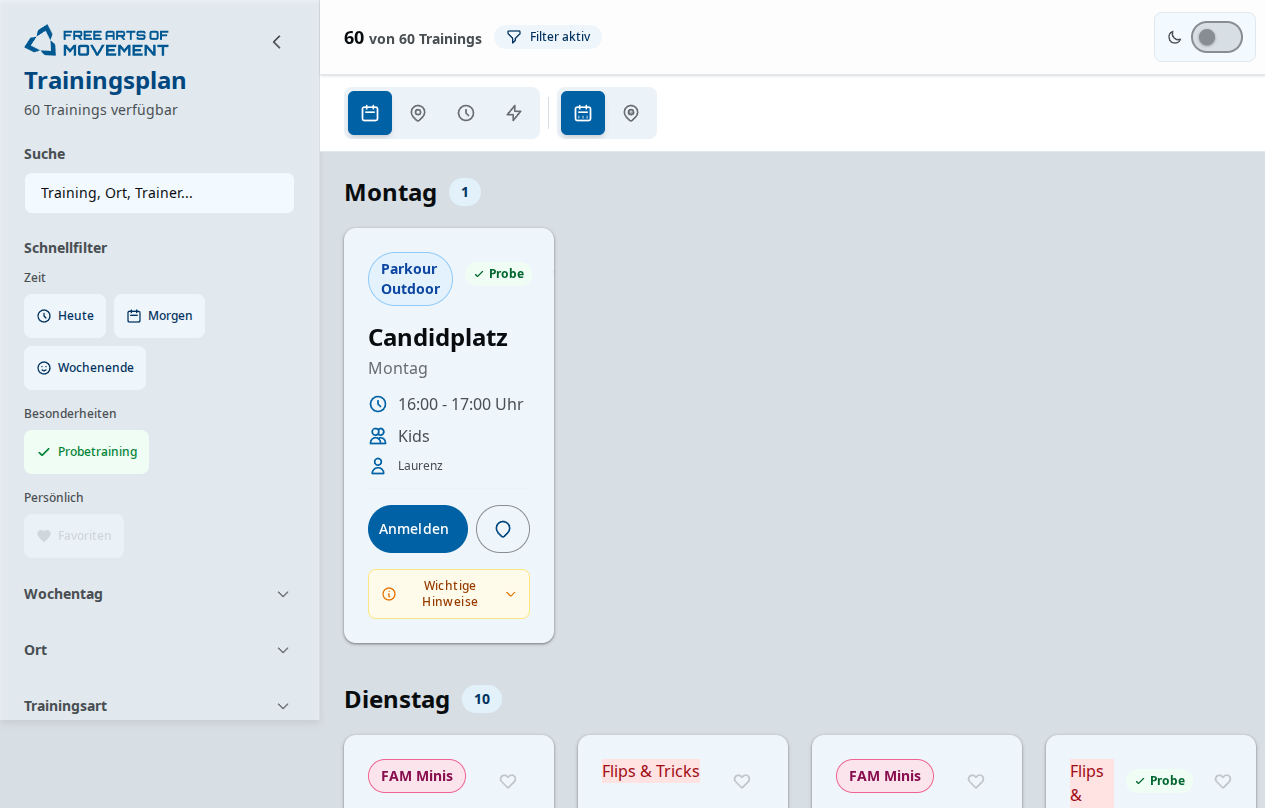 FREE ARTS OF
MOVEMENT
Trainingsplan
60 Trainings verfügbar
Suche
Training, Ort, Trainer...
Schnellfilter
Zeit
Heute
Morgen
Wochenende
Besonderheiten
Probetraining
Persönlich
Favoriten
Wochentag
Ort
Trainingsart
60 von 60 Trainings
Filter aktiv
Montag 1
Parkour
Outdoor
Probe
Candidplatz
Montag
16:00 - 17:00 Uhr
Kids
Laurenz
Anmelden
Wichtige
Hinweise
Dienstag 10
FAM Minis
Flips & Tricks
FAM Minis
Flips
&
Probe